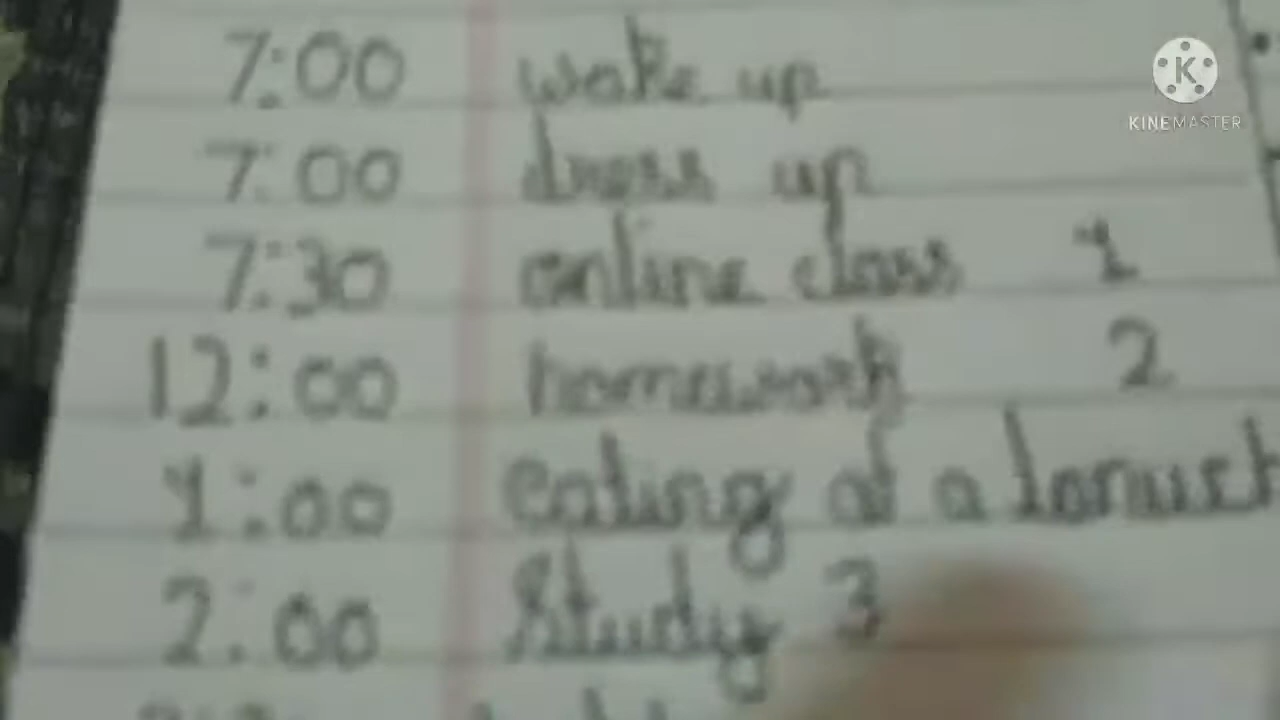 7:00 wake up
7:00 dress up
7:30 online class 1
12:00 homework 2
1:00 eating of a
2:00 Study 3
KINEMASTER